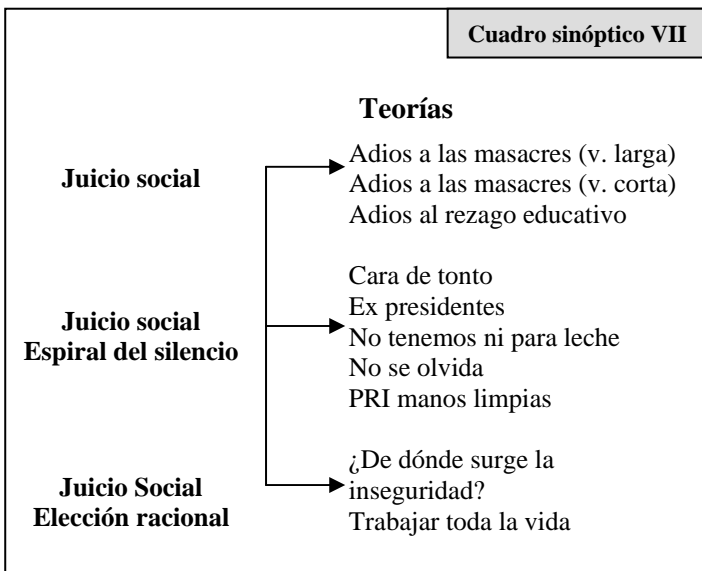 Cuadro sinóptico VII
Teorías
Juicio social
Adios a las masacres (v. larga)
Adios a las masacres (v. corta)
Adios al rezago educativo
Juicio social
Espiral del silencio
Cara de tonto
Ex presidentes
No tenemos ni para leche
No se olvida
PRI manos limpias
Juicio Social
Elección racional
¿De dónde surge la
inseguridad?
Trabajar toda la vida